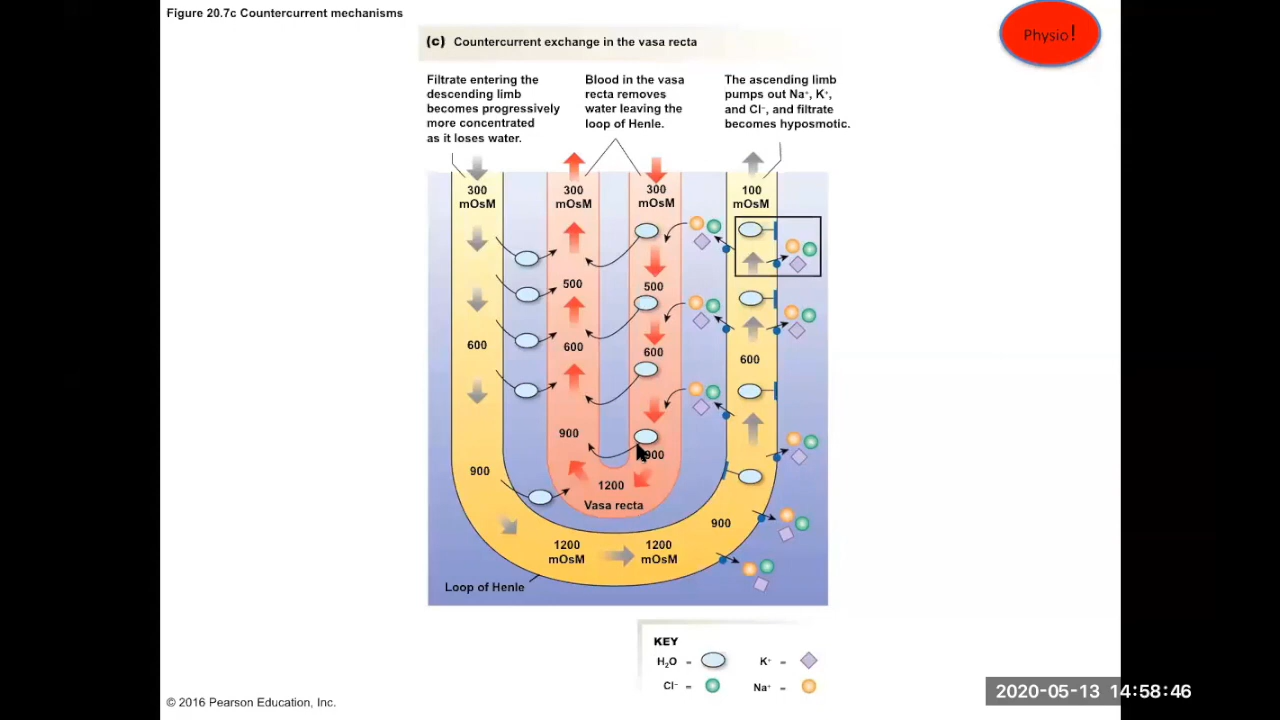 Figure 20.7c Countercurrent mechanisms
Physio!
(c) Countercurrent exchange in the vasa recta
Filtrate entering the
descending limb
becomes progressively
more concentrated
as it loses water.
Blood in the vasa
recta removes
water leaving the
loop of Henle.
The ascending limb
pumps out Na⁺, K⁺,
and Cl⁻, and filtrate
becomes hyposmotic.
300
mOsM
300
mOsM
300
mOsM
100
mOsM
500
500
600
600
600
600
900
900
900
1200
Vasa recta
900
1200
mOsM
1200
mOsM
Loop of Henle
KEY
H₂O =
K⁺ =
Cl⁻ =
Na⁺ =
© 2016 Pearson Education, Inc.
2020-05-13 14:58:46